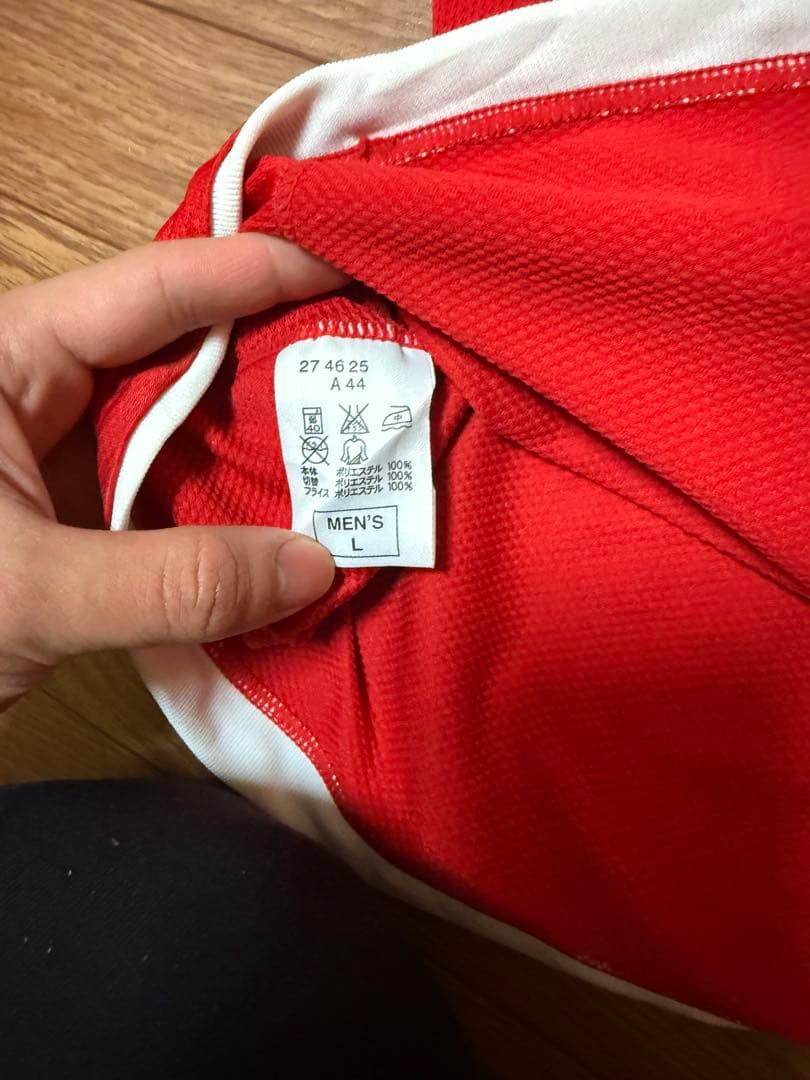 27 46 25
A 44
40
中
本体 ポリエステル 100%
切替 ポリエステル 100%
フライス ポリエステル 100%
MEN'S
L